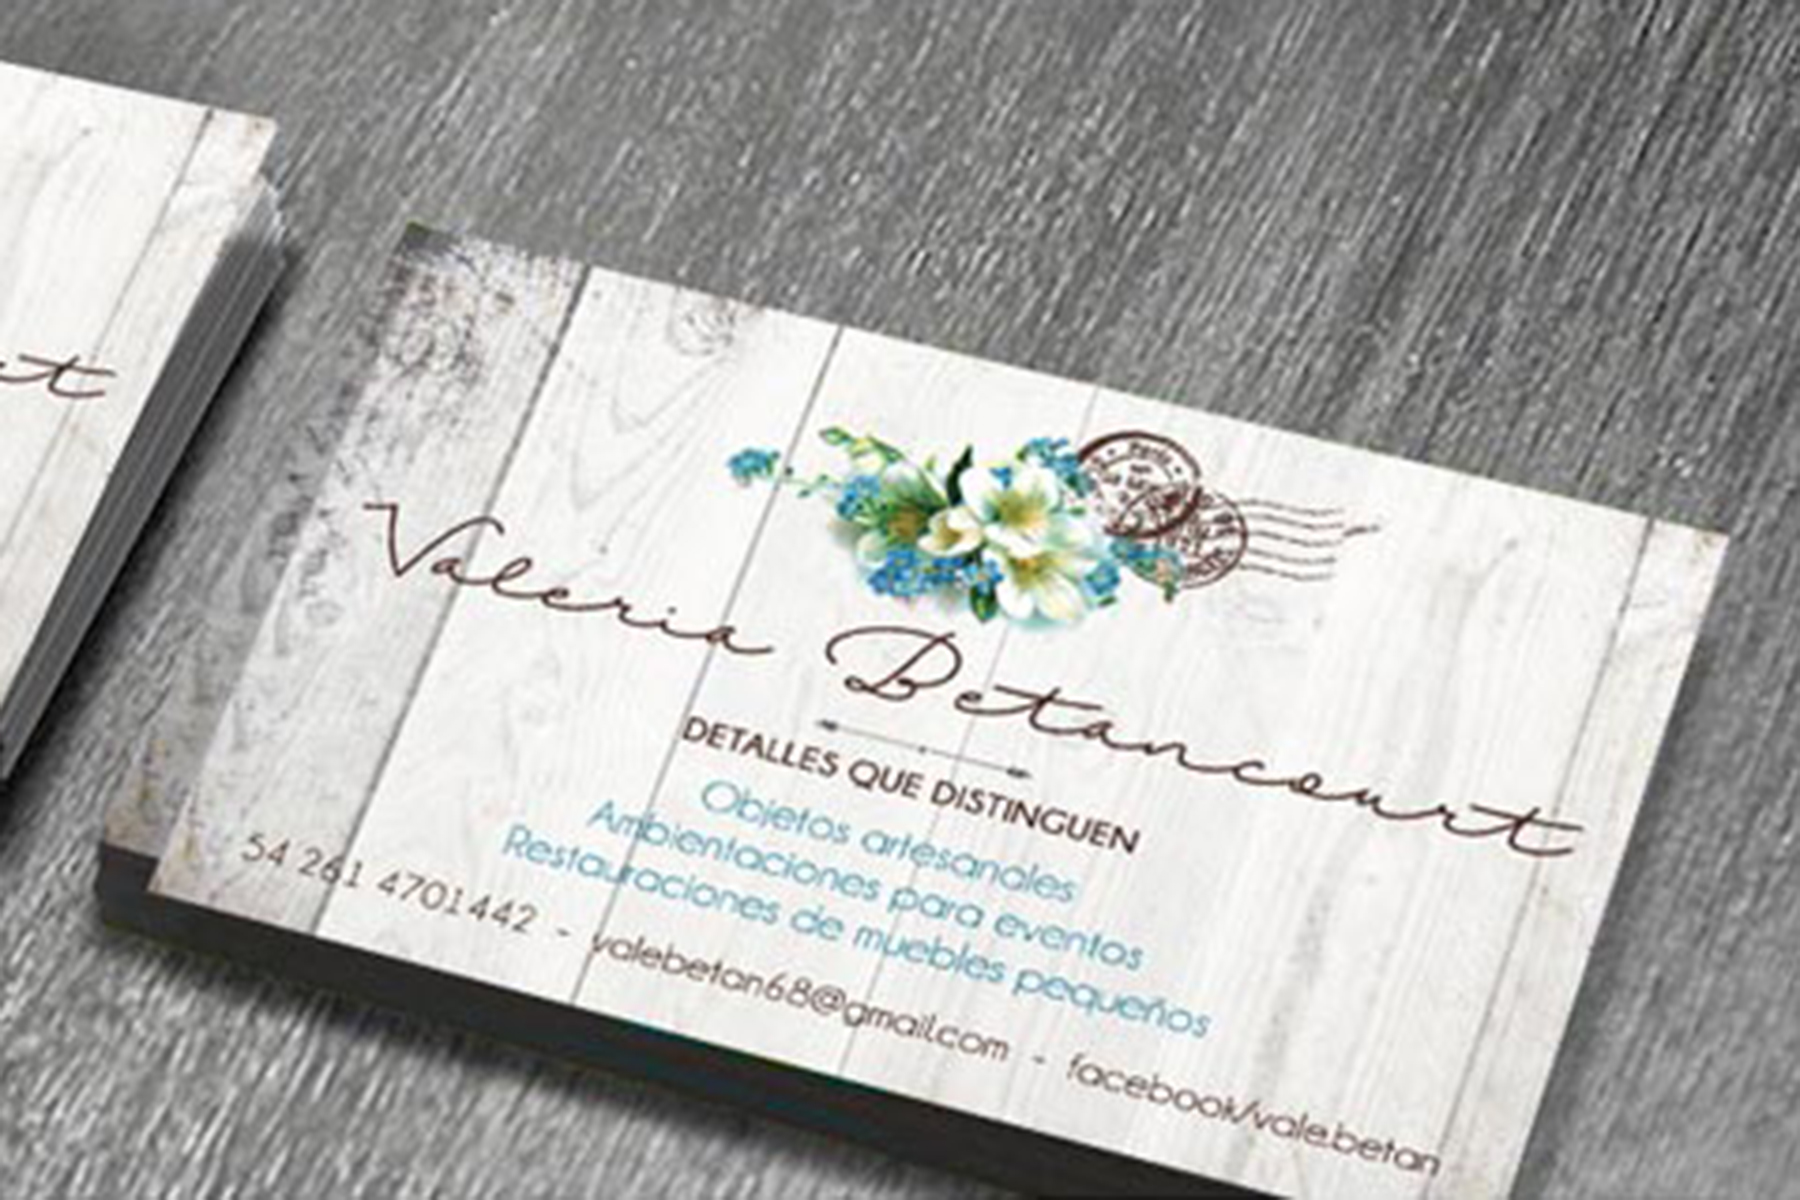 Valeria Betancourt
DETALLES QUE DISTINGUEN
Objetos artesanales
Ambientaciones para eventos
Restauraciones de muebles pequeños
54 261 4701442 - valebetan68@gmail.com - facebook/vale.betan